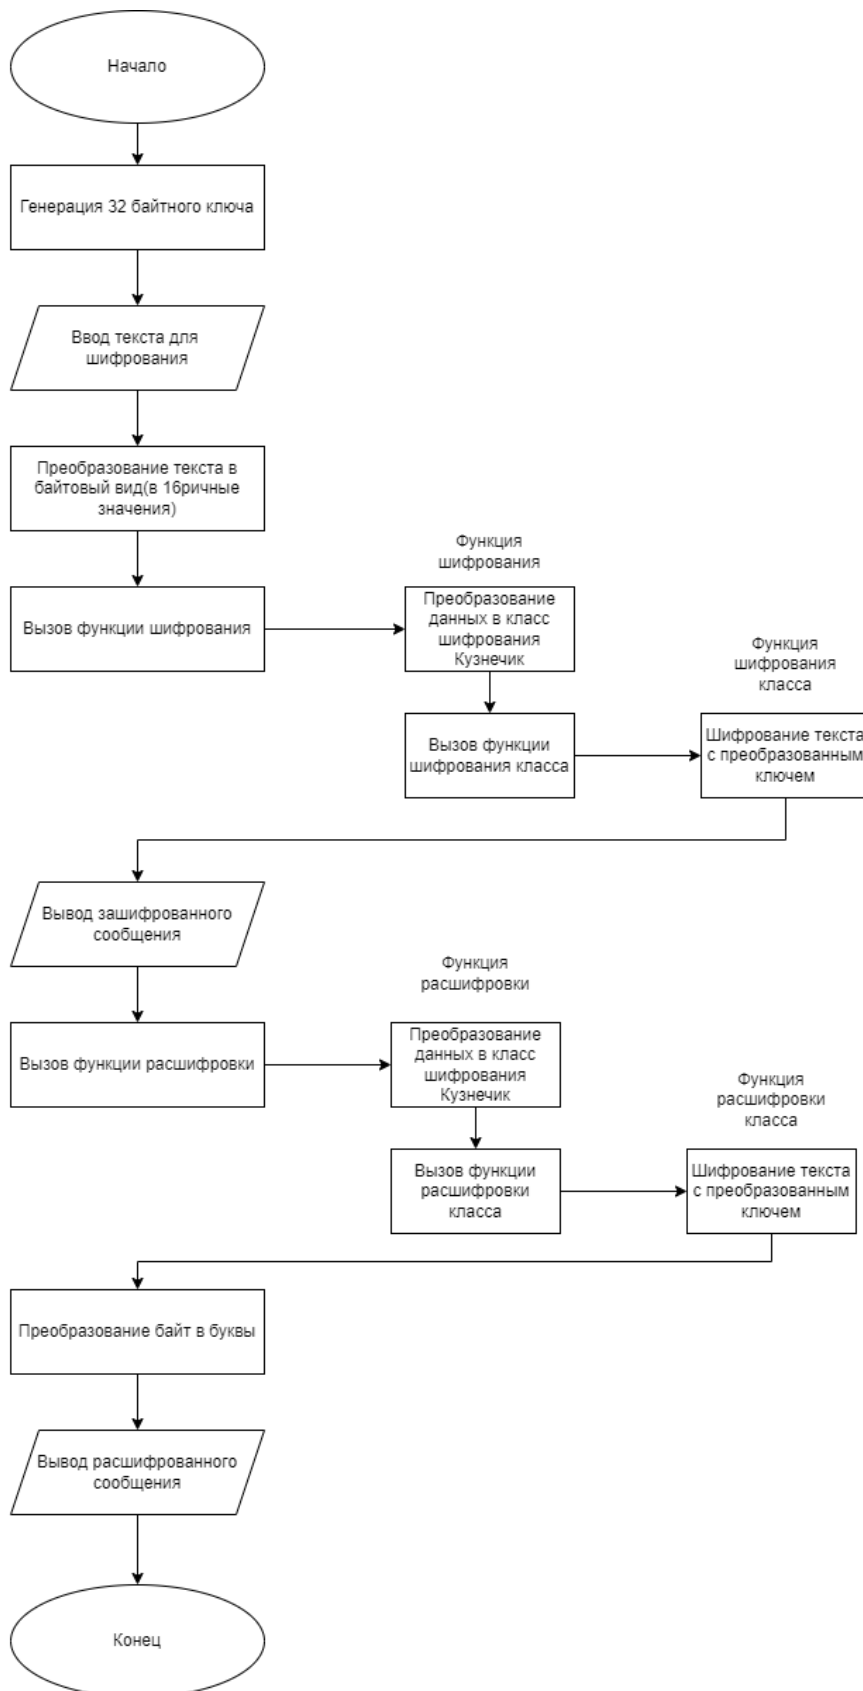 Начало
Генерация 32 байтного ключа
Ввод текста для
шифрования
Преобразование текста в
байтовый вид(в 16ричные
значения)
Вызов функции шифрования
Функция
шифрования
Преобразование
данных в класс
шифрования
Кузнечик
Вызов функции
шифрования класса
Функция
шифрования
класса
Шифрование текста
с преобразованным
ключем
Вывод зашифрованного
сообщения
Вызов функции расшифровки
Функция
расшифровки
Преобразование
данных в класс
шифрования
Кузнечик
Вызов функции
расшифровки
класса
Функция
расшифровки
класса
Шифрование текста
с преобразованным
ключем
Преобразование байт в буквы
Вывод расшифрованного
сообщения
Конец